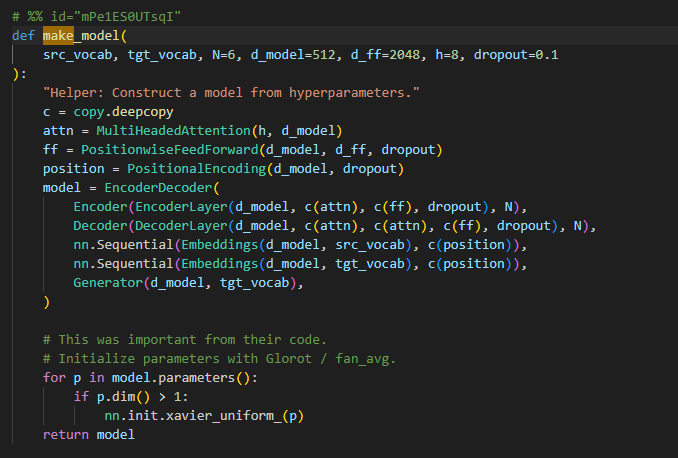 # %% id="mPe1ES0UTsqI"
def make_model(
    src_vocab, tgt_vocab, N=6, d_model=512, d_ff=2048, h=8, dropout=0.1
):
    "Helper: Construct a model from hyperparameters."
    c = copy.deepcopy
    attn = MultiHeadedAttention(h, d_model)
    ff = PositionwiseFeedForward(d_model, d_ff, dropout)
    position = PositionalEncoding(d_model, dropout)
    model = EncoderDecoder(
        Encoder(EncoderLayer(d_model, c(attn), c(ff), dropout), N),
        Decoder(DecoderLayer(d_model, c(attn), c(attn), c(ff), dropout), N),
        nn.Sequential(Embeddings(d_model, src_vocab), c(position)),
        nn.Sequential(Embeddings(d_model, tgt_vocab), c(position)),
        Generator(d_model, tgt_vocab),
    )
    # This was important from their code.
    # Initialize parameters with Glorot / fan_avg.
    for p in model.parameters():
        if p.dim() > 1:
            nn.init.xavier_uniform_(p)
    return model